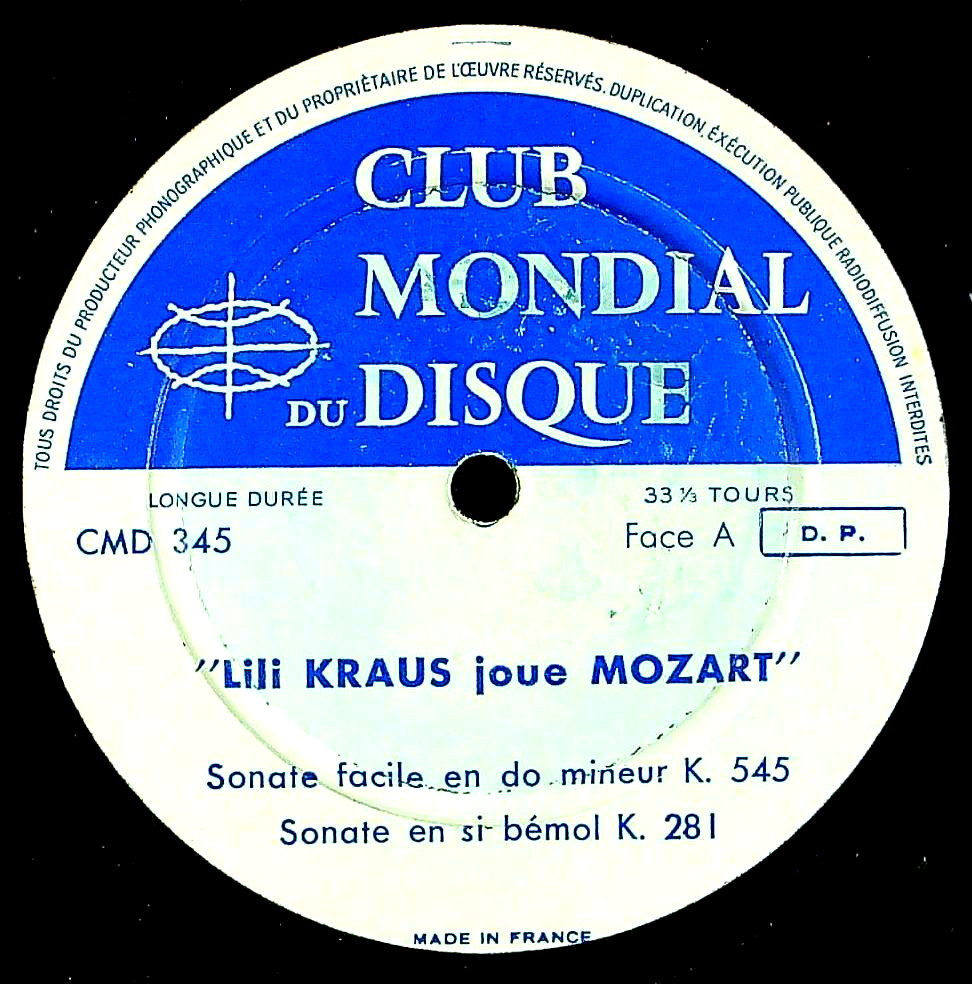 TOUS DROITS DU PRODUCTEUR PHONOGRAPHIQUE ET DU PROPRIÈTAIRE DE L'ŒUVRE RÉSERVÉS. DUPLICATION, ÉXÉCUTION PUBLIQUE RADIODIFFUSION INTERDITES
CLUB
MONDIAL
DU DISQUE
LONGUE DURÉE
33 ⅓ TOURS
CMD 345
Face A
D. P.
"Lili KRAUS joue MOZART"
Sonate facile en do mineur K. 545
Sonate en si bémol K. 281
MADE IN FRANCE